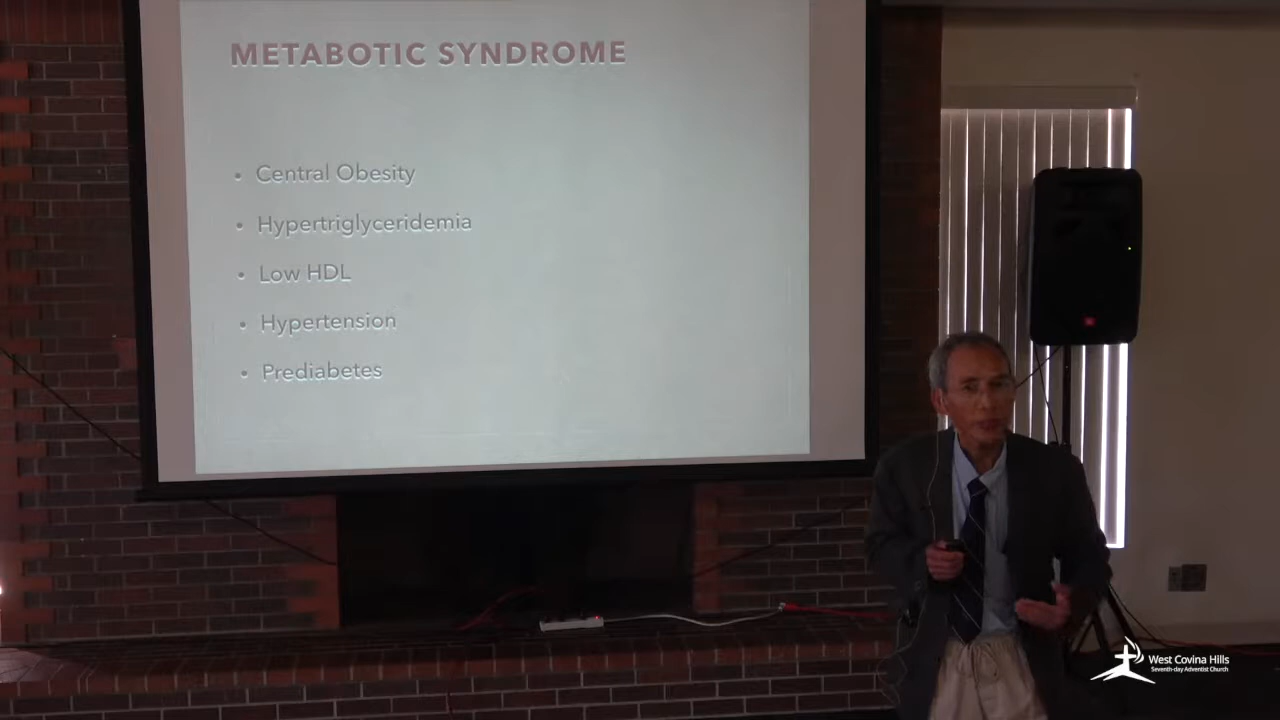 METABOTIC SYNDROME
• Central Obesity
• Hypertriglyceridemia
• Low HDL
• Hypertension
• Prediabetes
West Covina Hills
Seventh-day Adventist Church